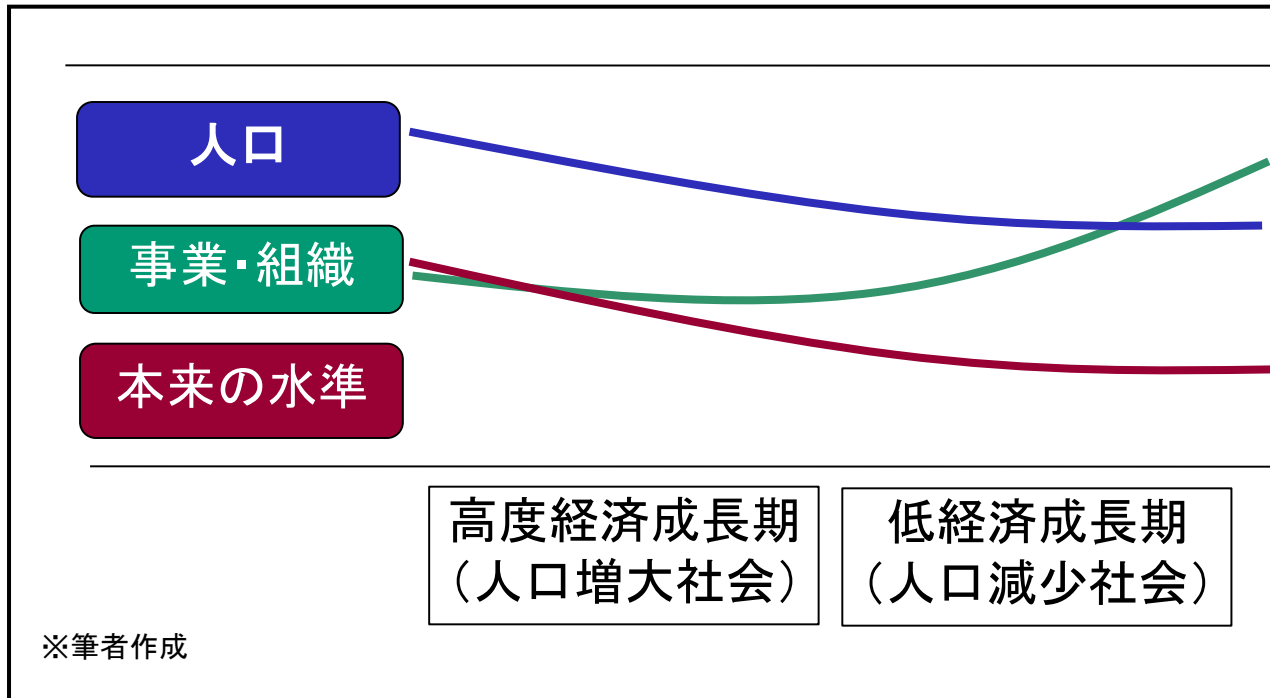 人口
事業・組織
本来の水準
高度経済成長期
（人口増大社会）
低経済成長期
（人口減少社会）
※筆者作成